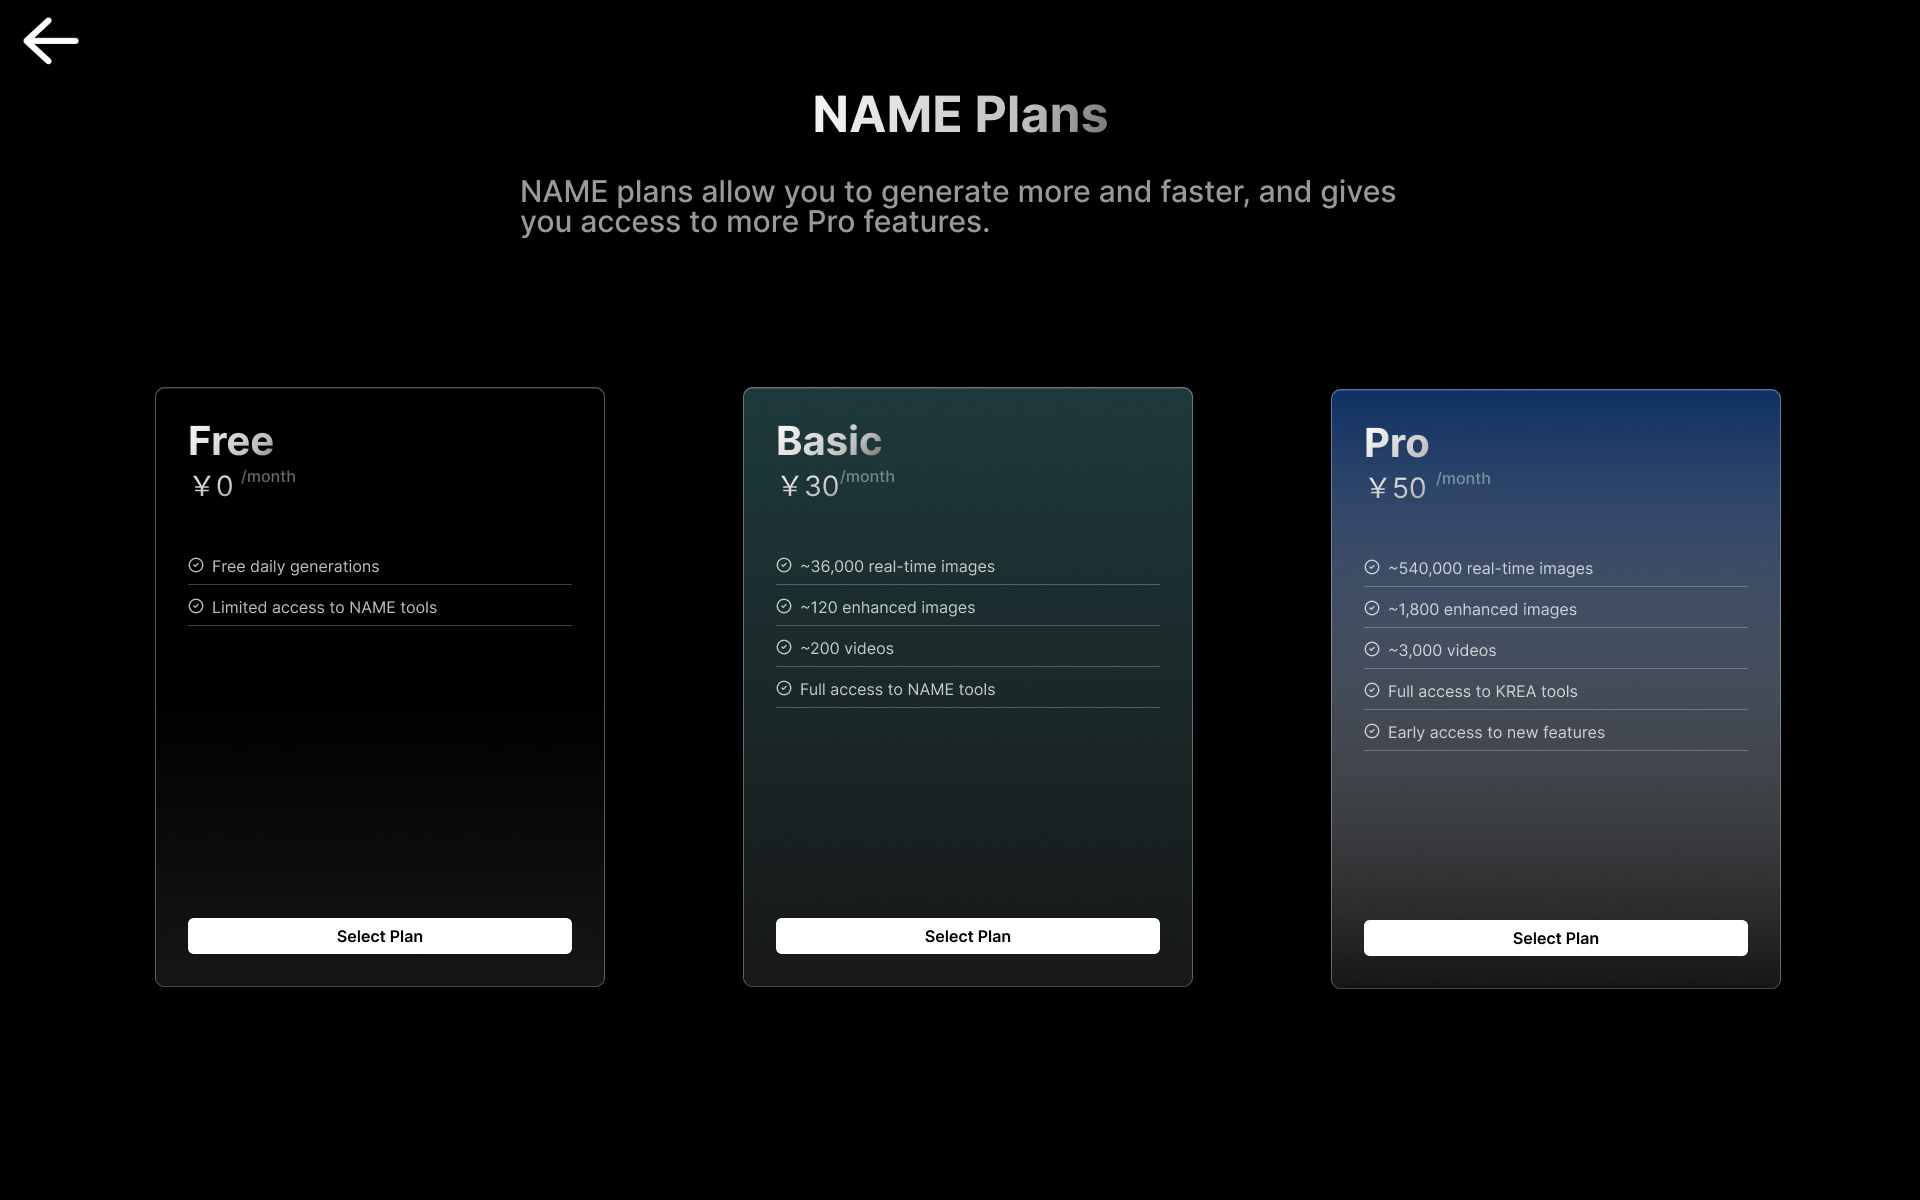 NAME Plans
NAME plans allow you to generate more and faster, and gives
you access to more Pro features.
Free
￥0 /month
Free daily generations
Limited access to NAME tools
Select Plan
Basic
￥30/month
~36,000 real-time images
~120 enhanced images
~200 videos
Full access to NAME tools
Select Plan
Pro
￥50 /month
~540,000 real-time images
~1,800 enhanced images
~3,000 videos
Full access to KREA tools
Early access to new features
Select Plan